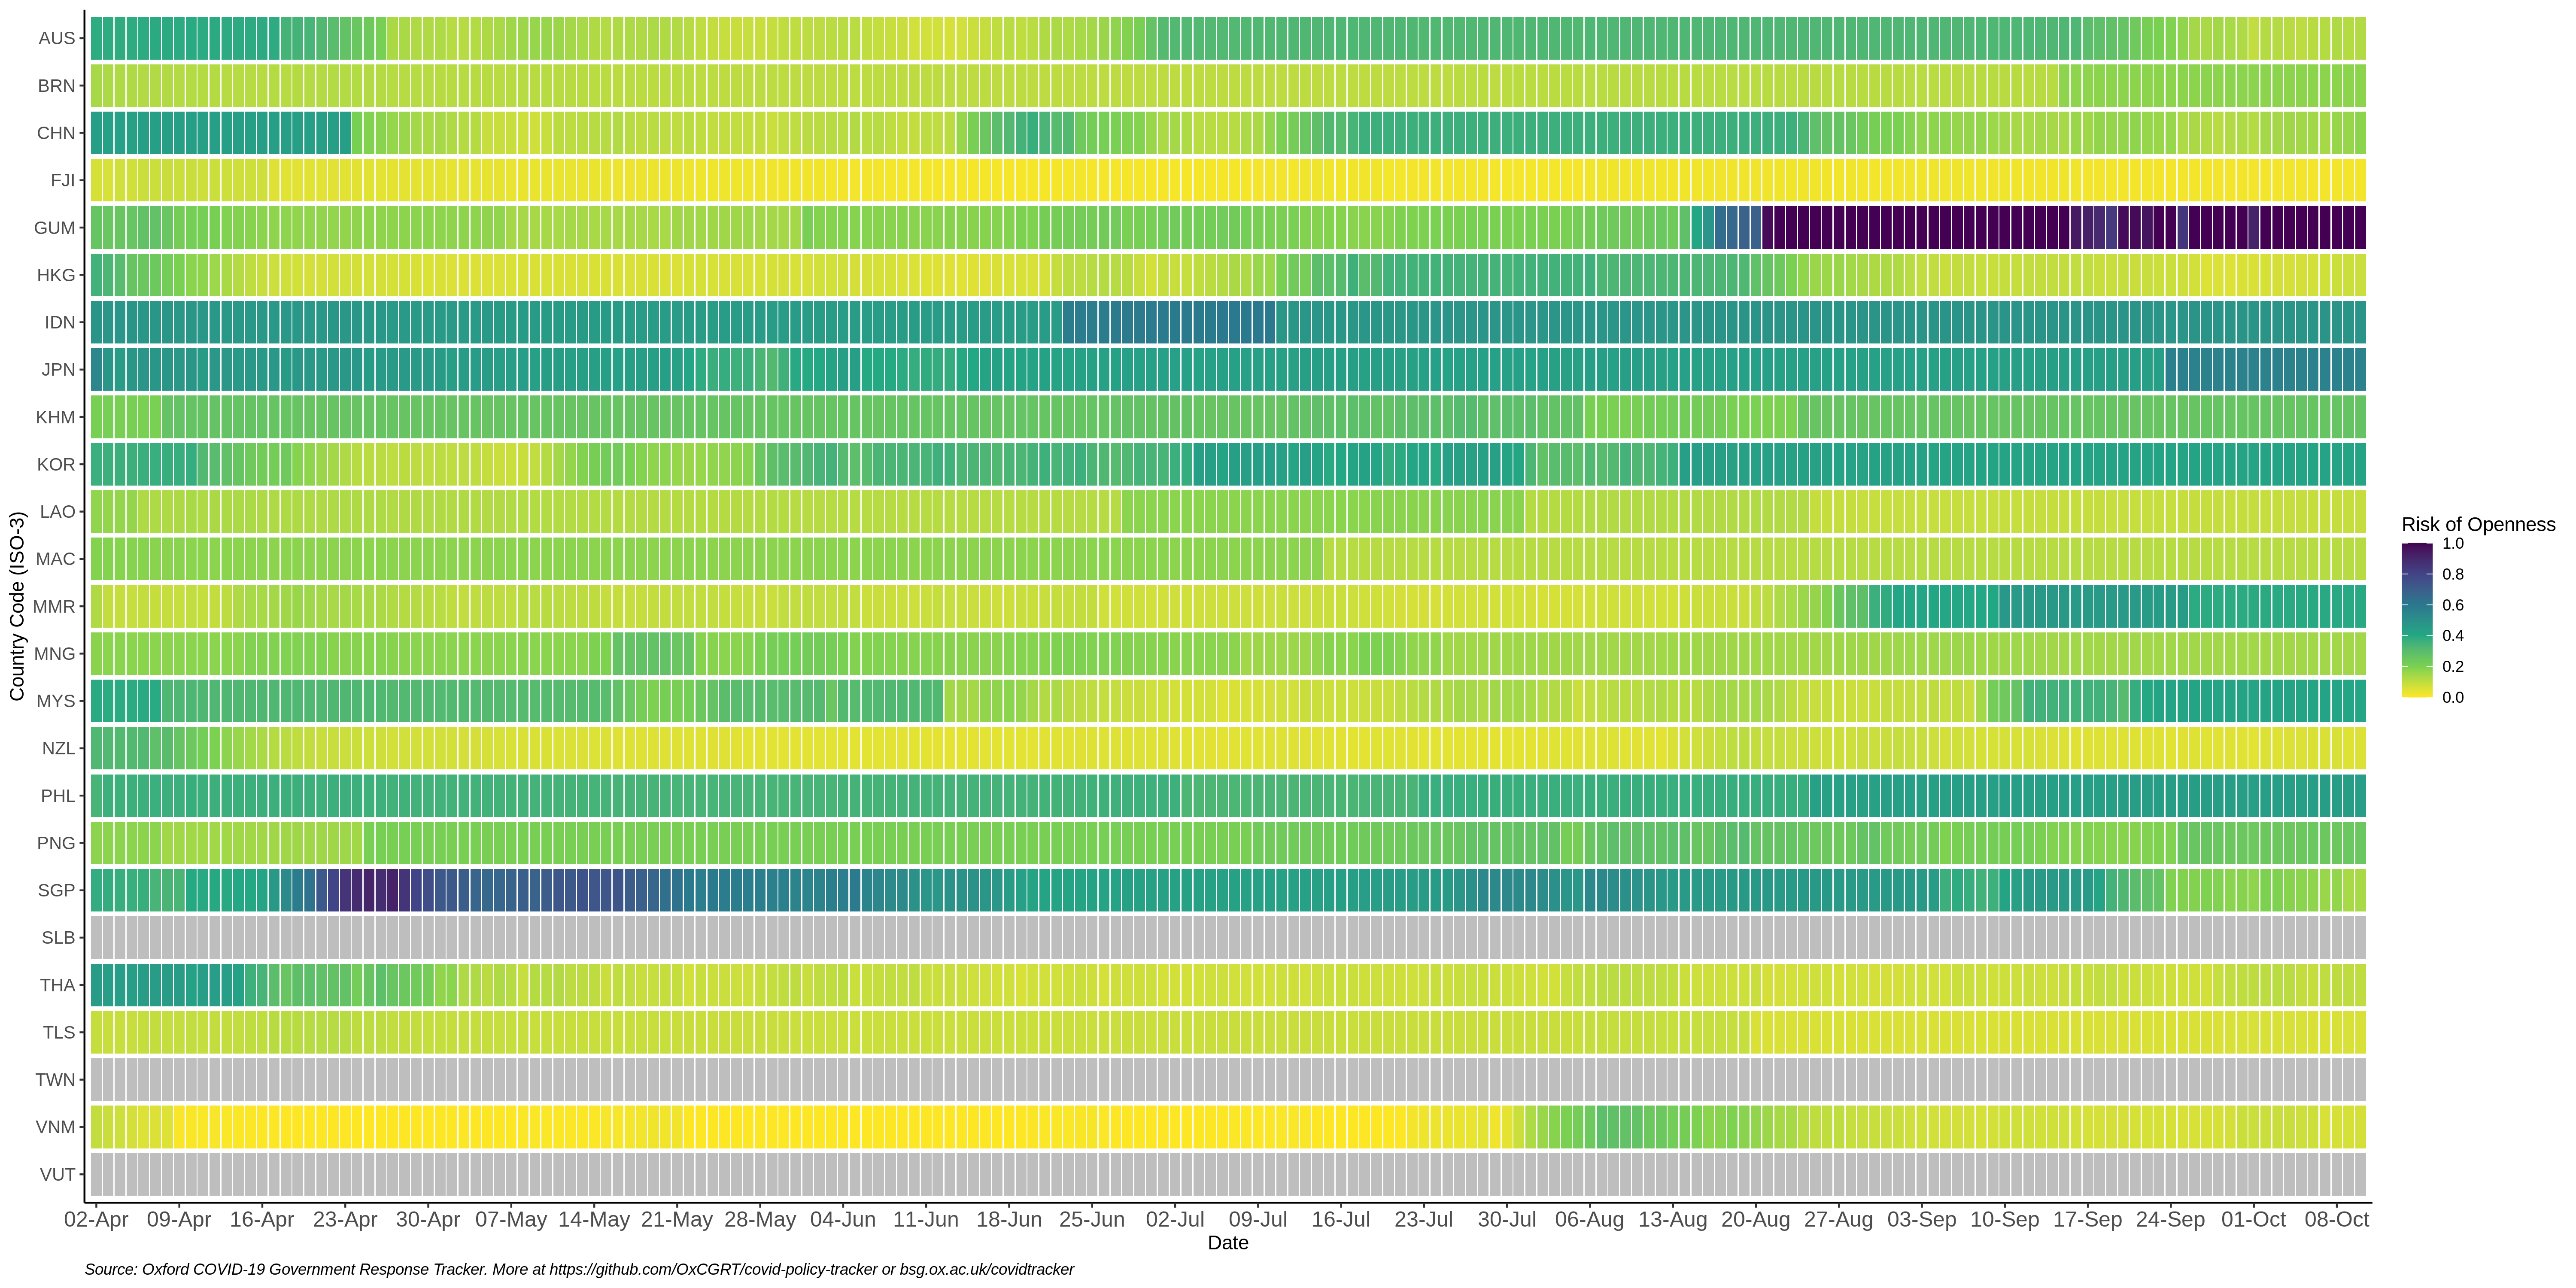 AUS
BRN
CHN
FJI
GUM
HKG
IDN
JPN
KHM
KOR
LAO
MAC
MMR
MNG
MYS
NZL
PHL
PNG
SGP
SLB
THA
TLS
TWN
VNM
VUT
Country Code (ISO-3)
02-Apr 09-Apr 16-Apr 23-Apr 30-Apr 07-May 14-May 21-May 28-May 04-Jun 11-Jun 18-Jun 25-Jun 02-Jul 09-Jul 16-Jul 23-Jul 30-Jul 06-Aug 13-Aug 20-Aug 27-Aug 03-Sep 10-Sep 17-Sep 24-Sep 01-Oct 08-Oct
Date
Risk of Openness
1.0
0.8
0.6
0.4
0.2
0.0
Source: Oxford COVID-19 Government Response Tracker. More at https://github.com/OxCGRT/covid-policy-tracker or bsg.ox.ac.uk/covidtracker